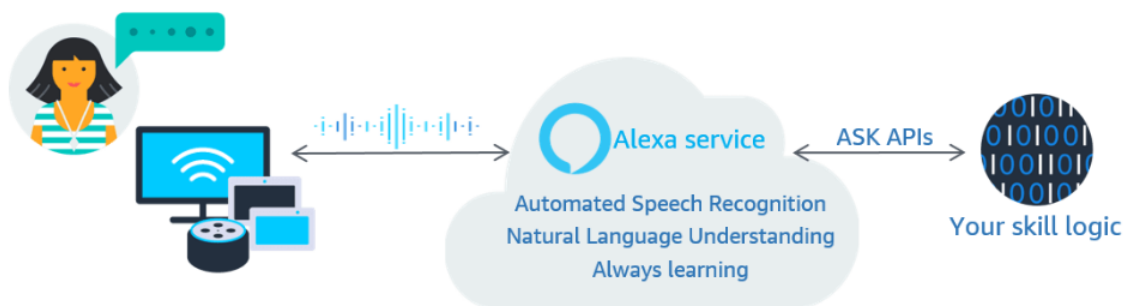 Alexa service
ASK APIs
Automated Speech Recognition
Natural Language Understanding
Always learning
Your skill logic